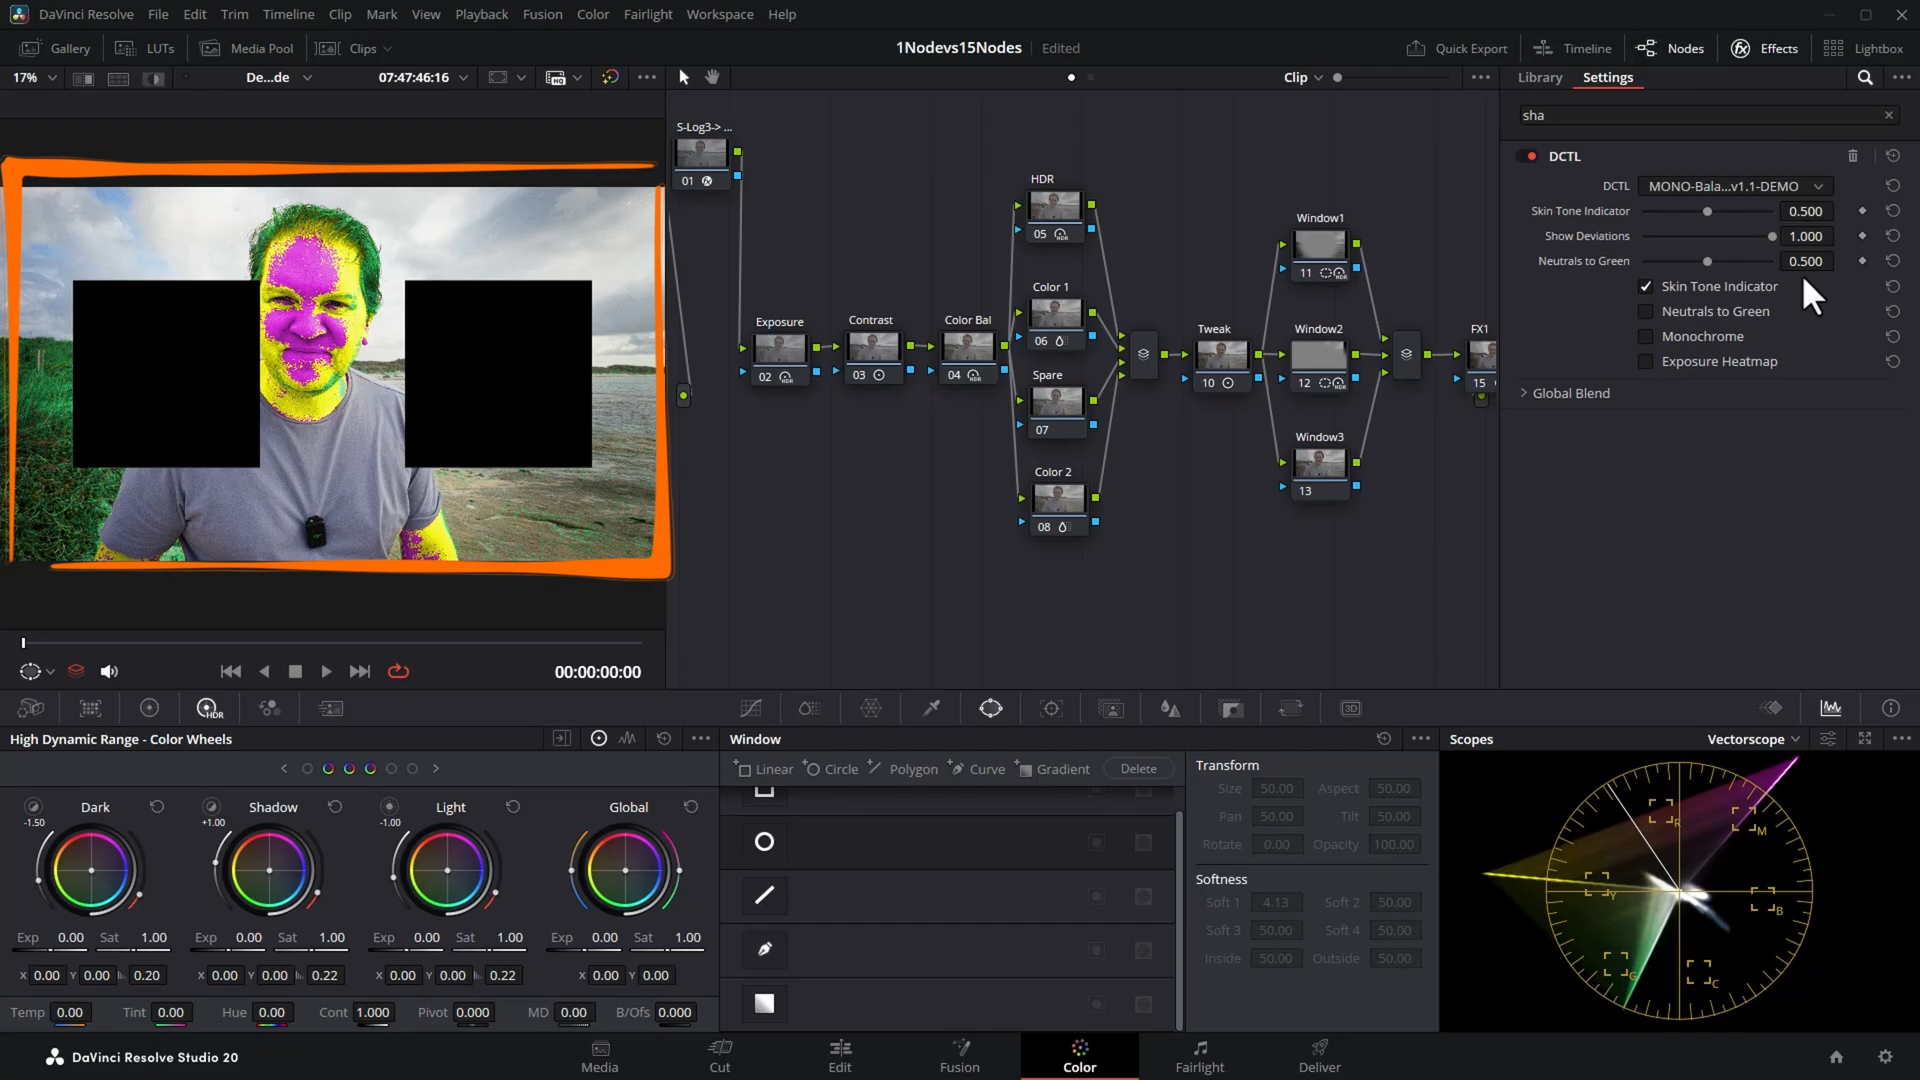 DaVinci Resolve File Edit Trim Timeline Clip Mark View Playback Fusion Color Fairlight Workspace Help
Gallery LUTs Media Pool Clips 1Nodevs15Nodes Edited Quick Export Timeline Nodes Effects Lightbox
17% De...de 07:47:46:16 HQ Clip Library Settings
sha
DCTL
DCTL MONO-Bala...v1.1-DEMO
Skin Tone Indicator 0.500
Show Deviations 1.000
Neutrals to Green 0.500
Skin Tone Indicator
Neutrals to Green
Monochrome
Exposure Heatmap
Global Blend
S-Log3-> ...
01
HDR
05 HDR
Window1
11 HDR
Color 1
06
Exposure
02 HDR
Contrast
03
Color Bal
04 HDR
Spare
07
Tweak
10
Window2
12 HDR
FX1
15
Color 2
08
Window3
13
00:00:00:00
HDR 3D
High Dynamic Range - Color Wheels
Dark Shadow Light Global
-1.50 +1.00 -1.00
Exp 0.00 Sat 1.00 Exp 0.00 Sat 1.00 Exp 0.00 Sat 1.00 Exp 0.00 Sat 1.00
X 0.00 Y 0.00 0.20 X 0.00 Y 0.00 0.22 X 0.00 Y 0.00 0.22 X 0.00 Y 0.00
Temp 0.00 Tint 0.00 Hue 0.00 Cont 1.000 Pivot 0.000 MD 0.00 B/Ofs 0.000
Window
Linear Circle Polygon Curve Gradient Delete
Transform
Size 50.00 Aspect 50.00
Pan 50.00 Tilt 50.00
Rotate 0.00 Opacity 100.00
Softness
Soft 1 4.13 Soft 2 50.00
Soft 3 50.00 Soft 4 50.00
Inside 50.00 Outside 50.00
Scopes Vectorscope
R
M
Y
B
G
C
DaVinci Resolve Studio 20
Media Cut Edit Fusion Color Fairlight Deliver